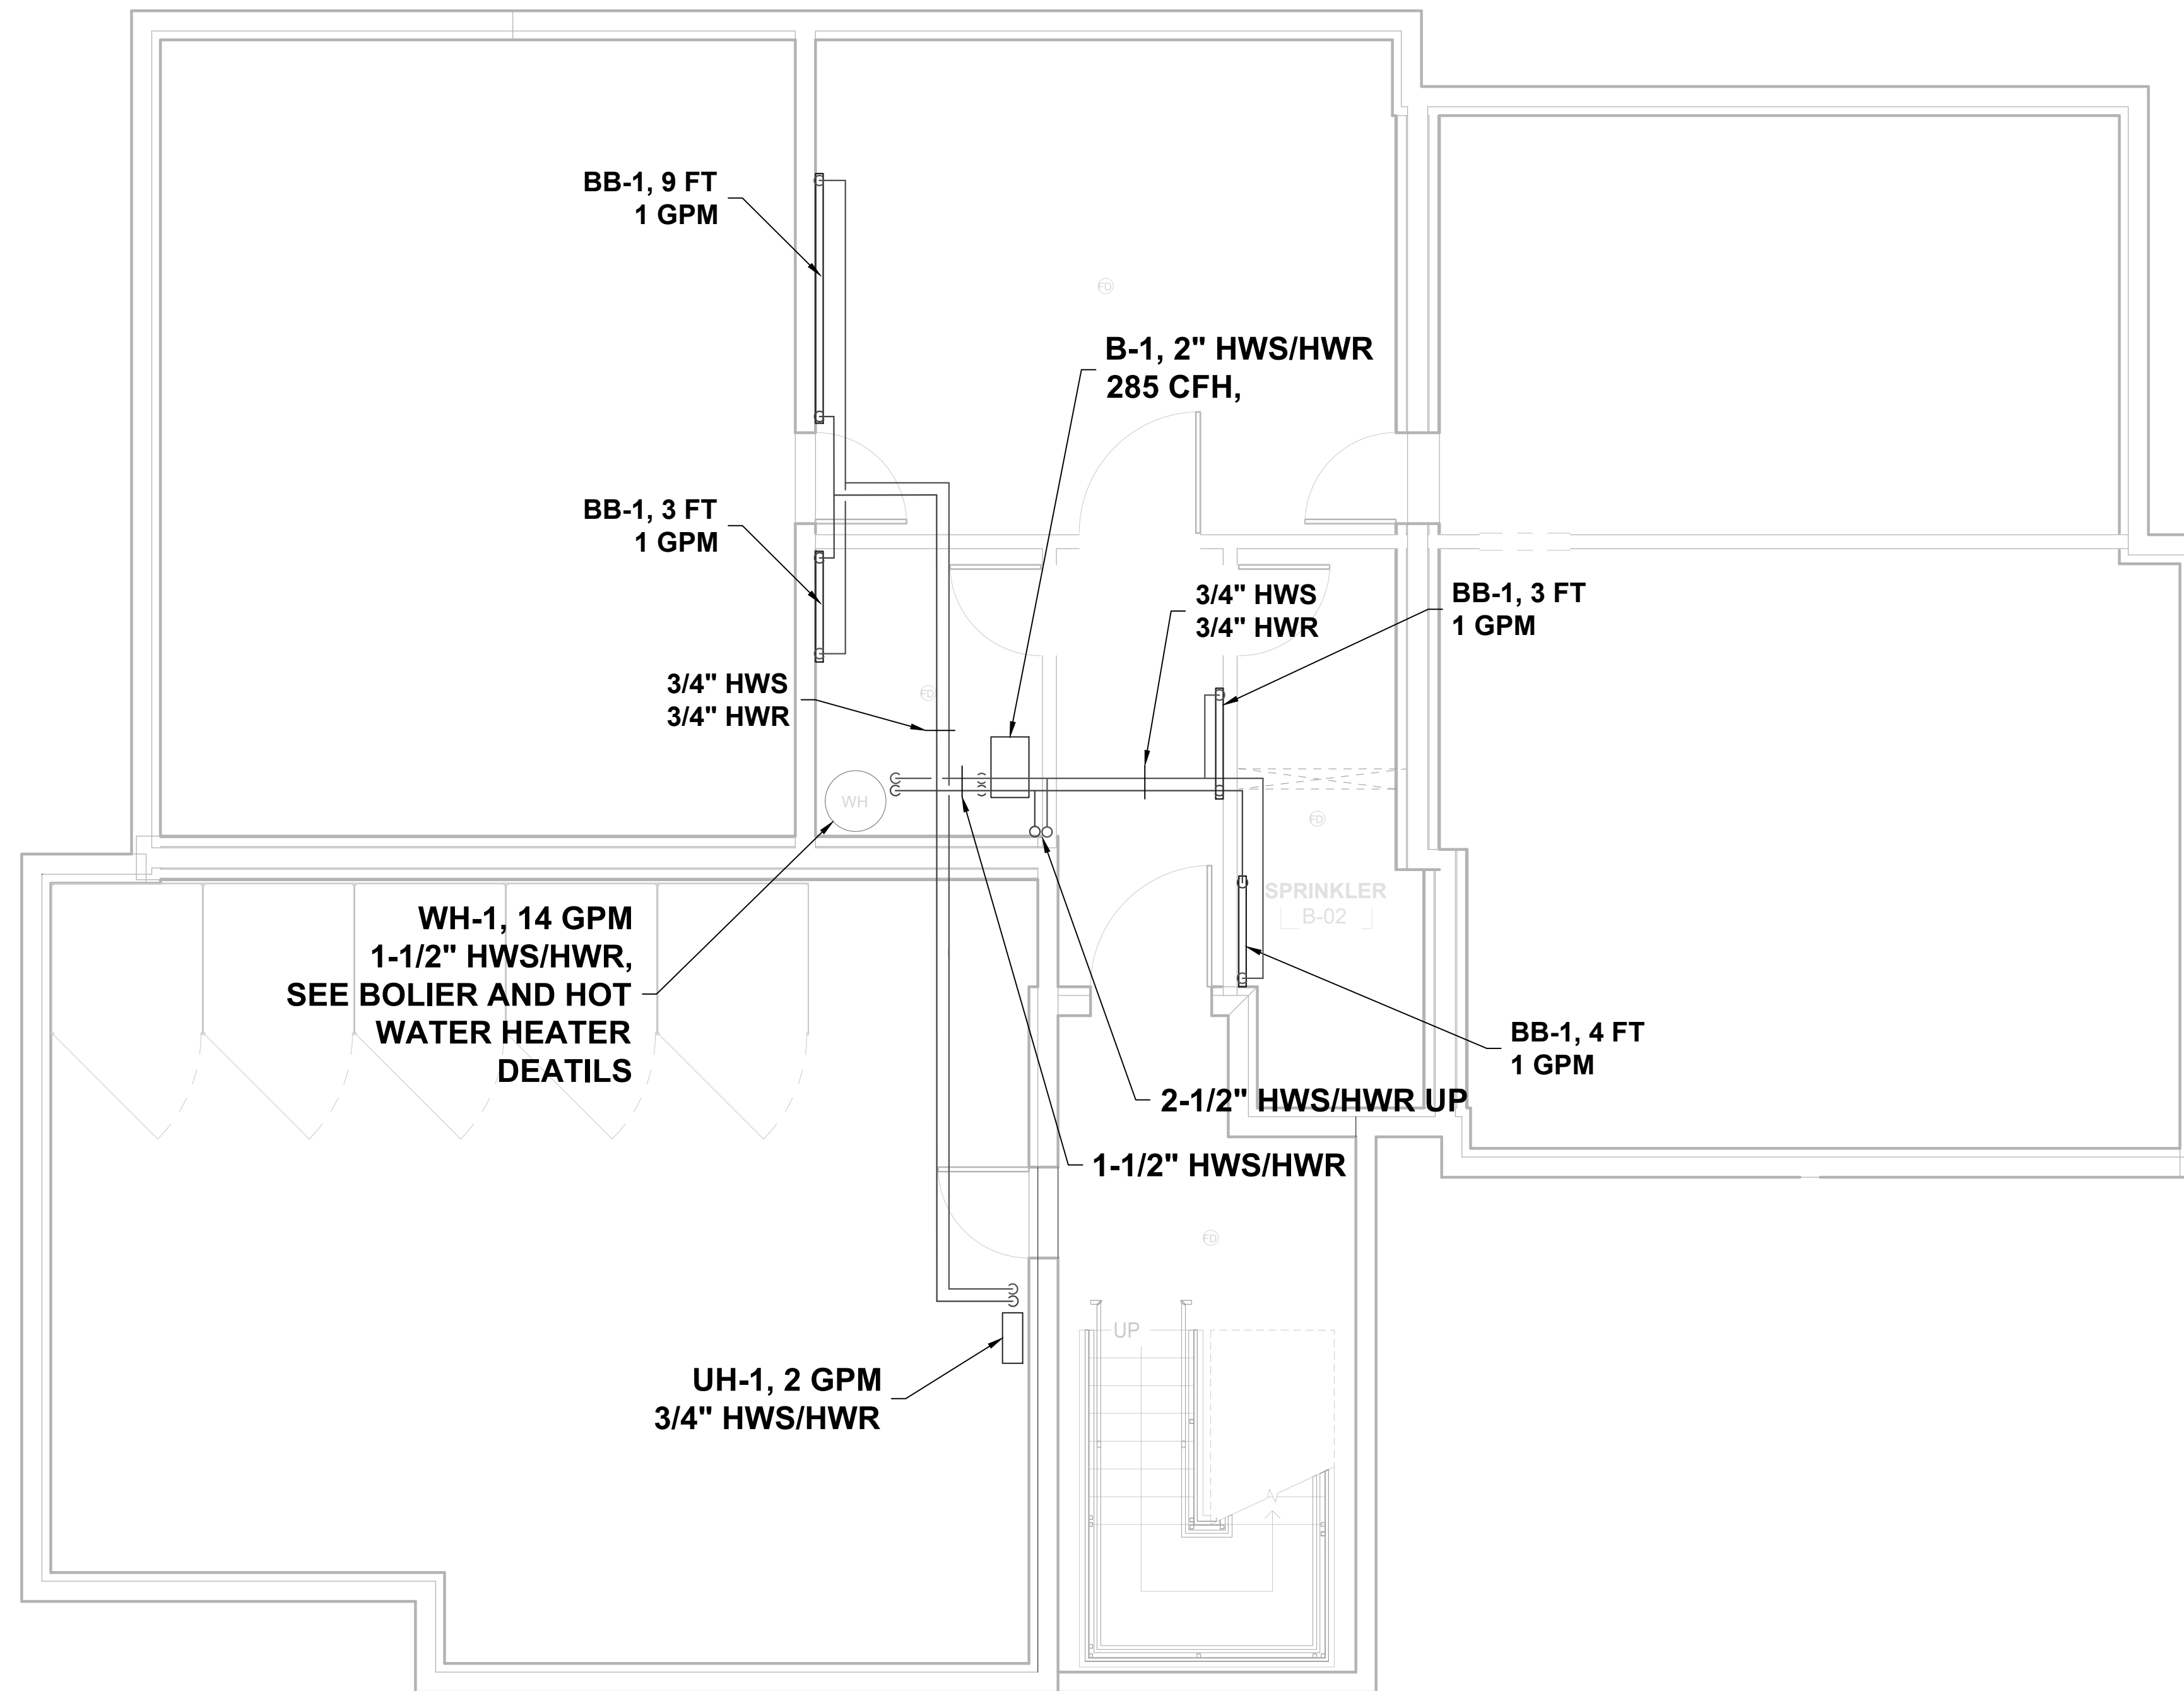 BB-1, 9 FT
1 GPM
FD
B-1, 2" HWS/HWR
285 CFH,
BB-1, 3 FT
1 GPM
3/4" HWS
3/4" HWR
BB-1, 3 FT
1 GPM
3/4" HWS
3/4" HWR
FD
WH
FD
SPRINKLER
B-02
WH-1, 14 GPM
1-1/2" HWS/HWR,
SEE BOLIER AND HOT
WATER HEATER
DEATILS
BB-1, 4 FT
1 GPM
2-1/2" HWS/HWR UP
1-1/2" HWS/HWR
FD
UP
UH-1, 2 GPM
3/4" HWS/HWR